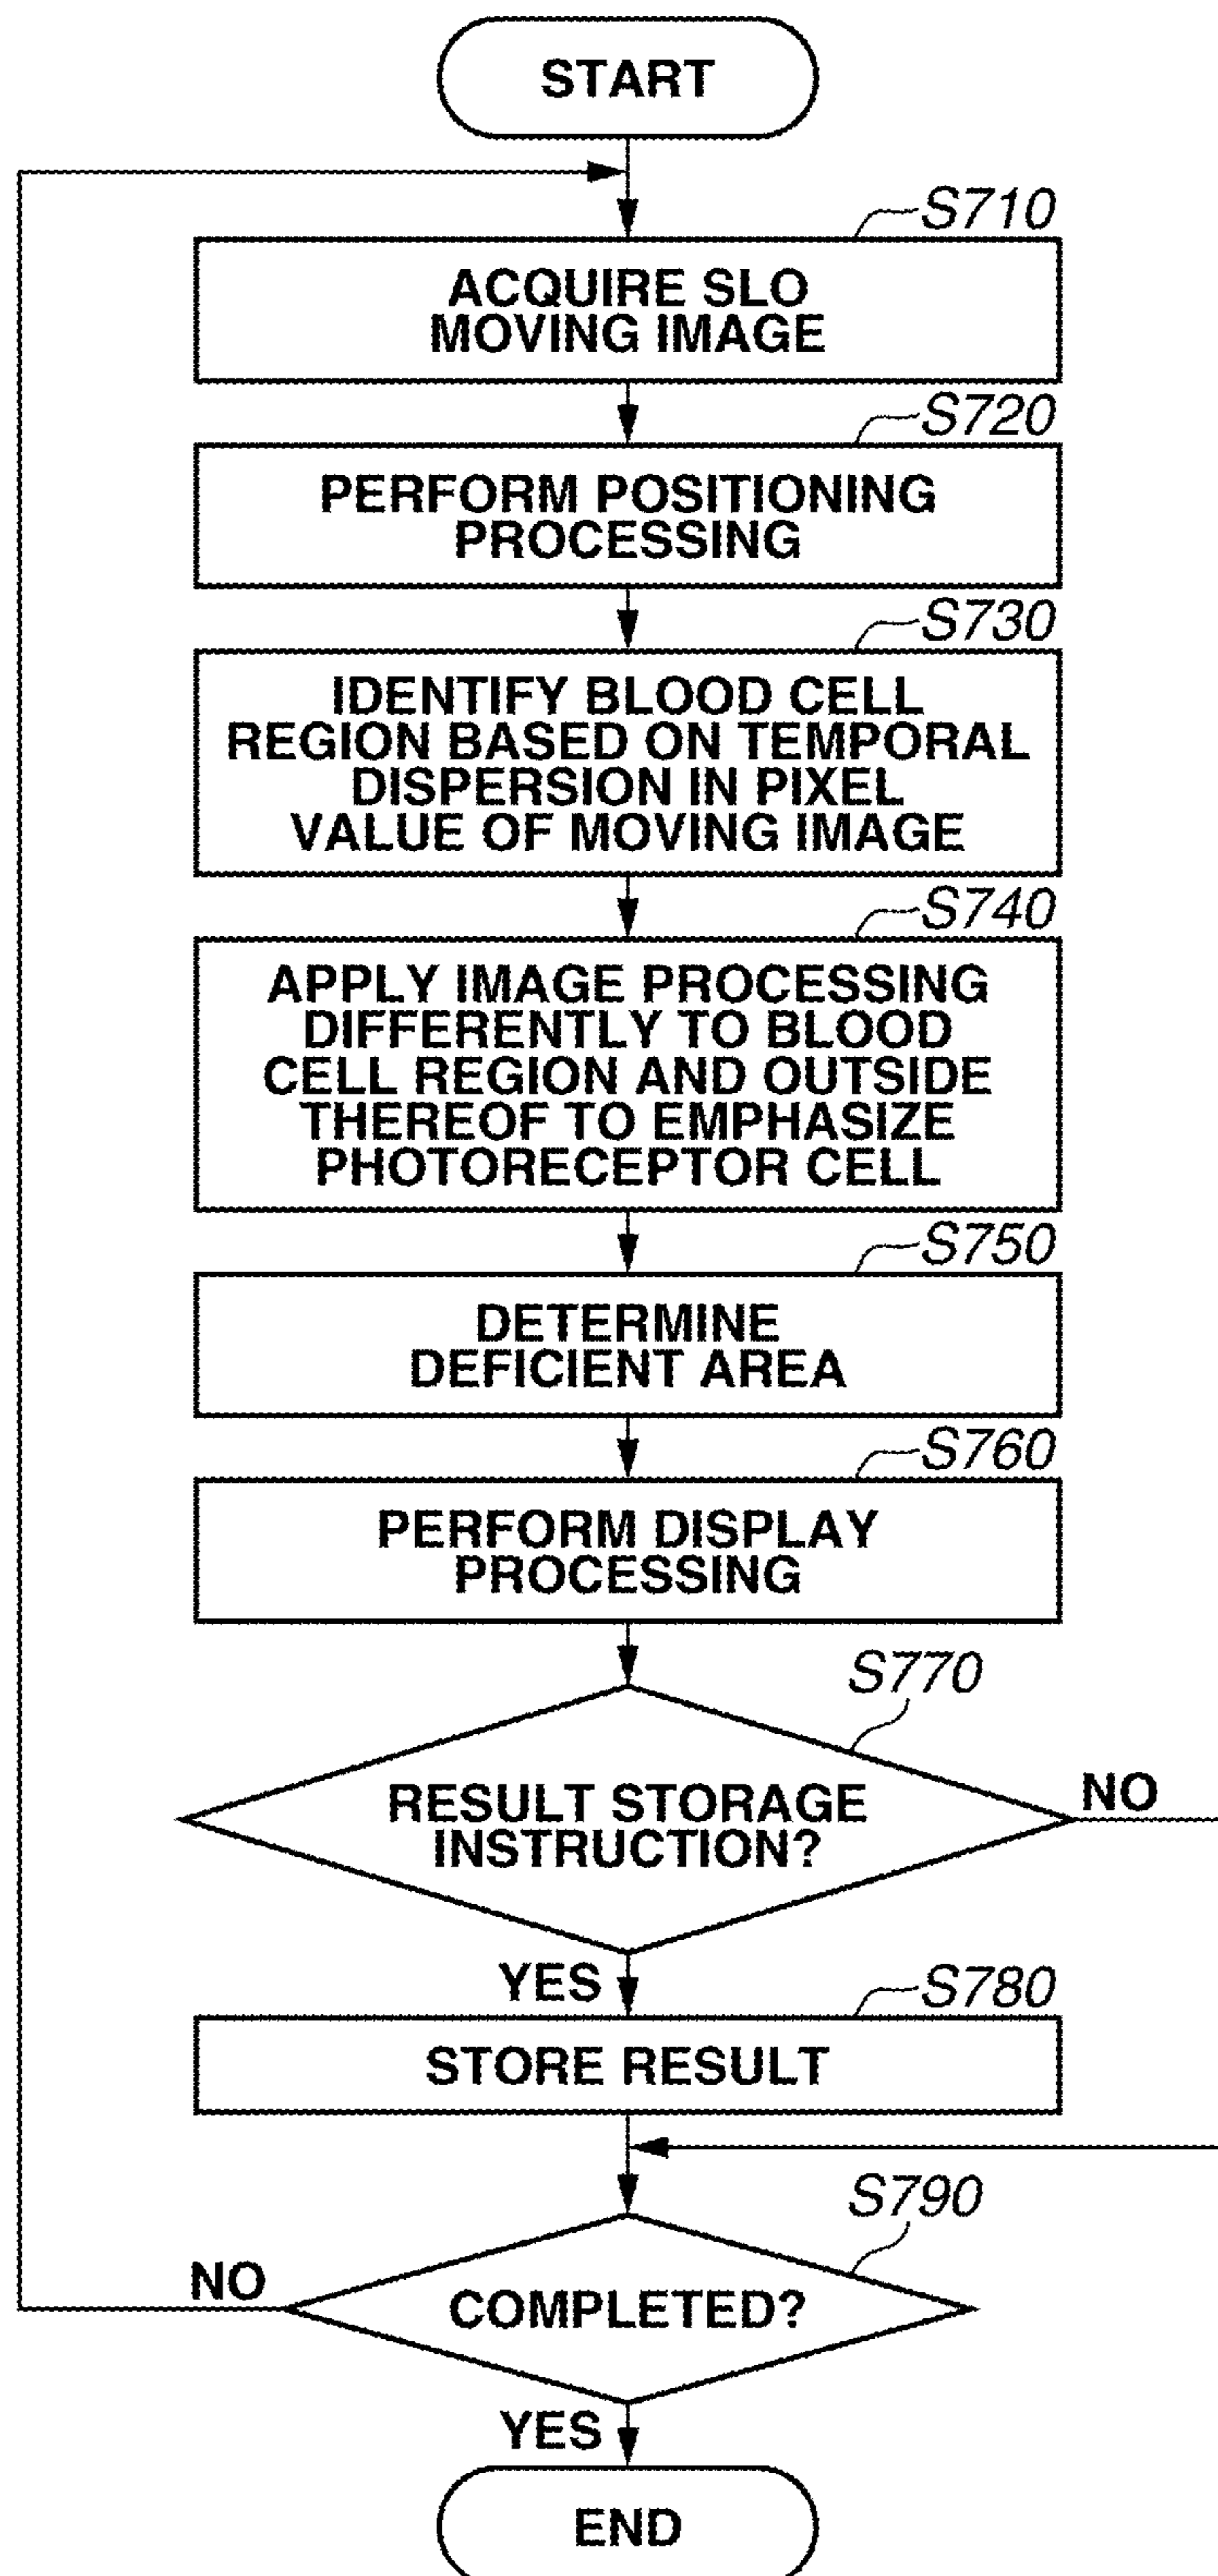 START
S710
ACQUIRE SLO
MOVING IMAGE
S720
PERFORM POSITIONING
PROCESSING
S730
IDENTIFY BLOOD CELL
REGION BASED ON TEMPORAL
DISPERSION IN PIXEL
VALUE OF MOVING IMAGE
S740
APPLY IMAGE PROCESSING
DIFFERENTLY TO BLOOD
CELL REGION AND OUTSIDE
THEREOF TO EMPHASIZE
PHOTORECEPTOR CELL
S750
DETERMINE
DEFICIENT AREA
S760
PERFORM DISPLAY
PROCESSING
S770
RESULT STORAGE
INSTRUCTION?
NO
YES
S780
STORE RESULT
S790
COMPLETED?
NO
YES
END